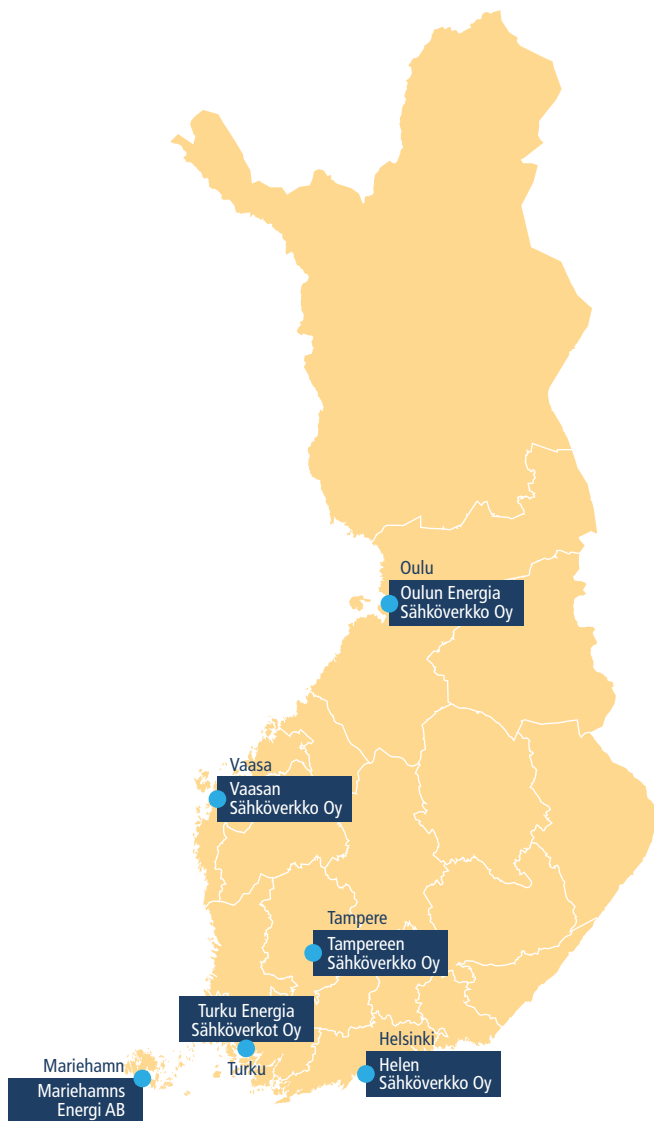 Oulu
Oulun Energia
Sähköverkko Oy
Vaasa
Vaasan
Sähköverkko Oy
Tampere
Tampereen
Sähköverkko Oy
Turku Energia
Sähköverkot Oy
Turku
Helsinki
Helen
Sähköverkko Oy
Mariehamn
Mariehamns
Energi AB